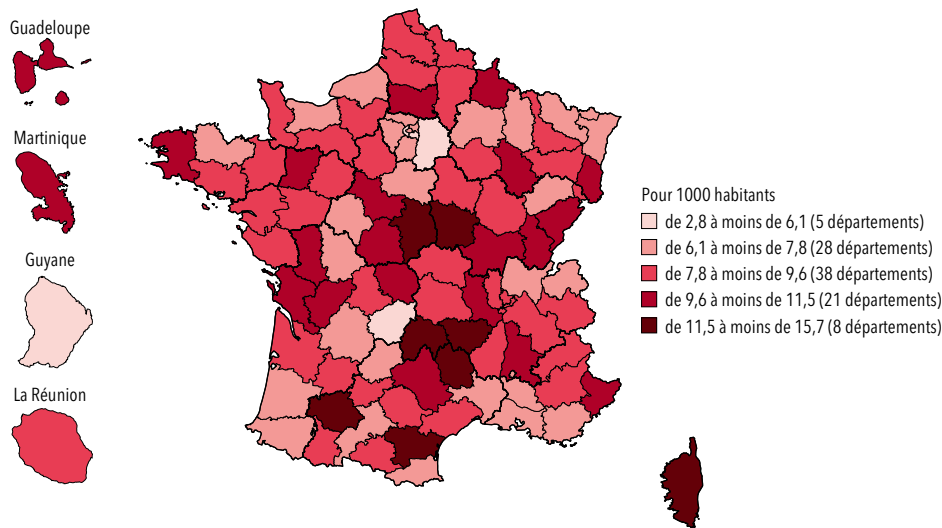 Guadeloupe
Martinique
Guyane
La Réunion
Pour 1000 habitants
de 2,8 à moins de 6,1 (5 départements)
de 6,1 à moins de 7,8 (28 départements)
de 7,8 à moins de 9,6 (38 départements)
de 9,6 à moins de 11,5 (21 départements)
de 11,5 à moins de 15,7 (8 départements)